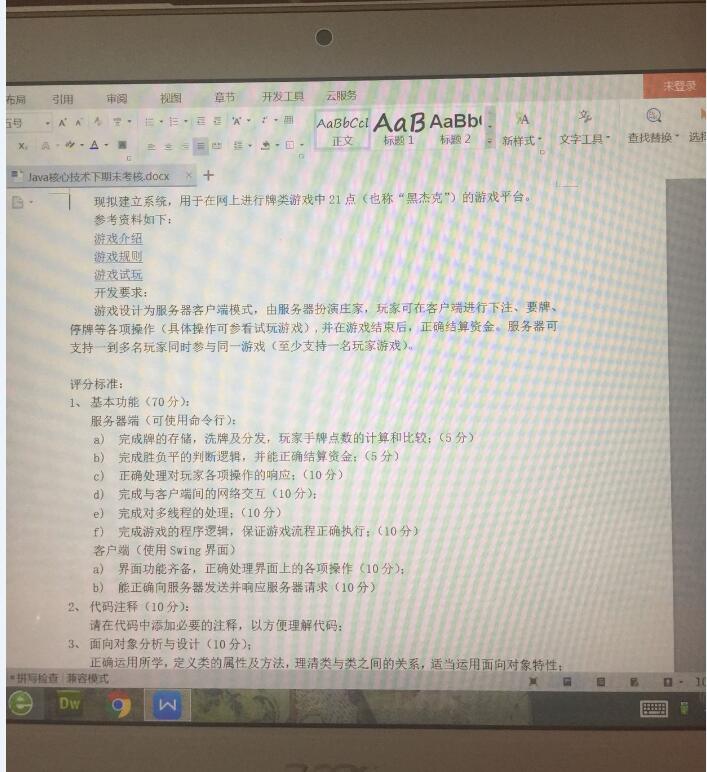 布局 引用 审阅 视图 章节 开发工具 云服务 未登录
五号
AaBbCcl AaB AaBb
正文 标题 1 标题 2 新样式 文字工具 查找替换 选择
Java核心技术下期末考核.docx
现拟建立系统，用于在网上进行牌类游戏中 21 点（也称“黑杰克”）的游戏平台。
参考资料如下：
游戏介绍
游戏规则
游戏试玩
开发要求：
游戏设计为服务器客户端模式，由服务器扮演庄家，玩家可在客户端进行下注、要牌、
停牌等各项操作（具体操作可参看试玩游戏），并在游戏结束后，正确结算资金。服务器可
支持一到多名玩家同时参与同一游戏（至少支持一名玩家游戏）。
评分标准：
1、 基本功能（70 分）：
服务器端（可使用命令行）：
a) 完成牌的存储，洗牌及分发，玩家手牌点数的计算和比较；（5 分）
b) 完成胜负平的判断逻辑，并能正确结算资金；（5 分）
c) 正确处理对玩家各项操作的响应；（10 分）
d) 完成与客户端间的网络交互（10 分）；
e) 完成对多线程的处理；（10 分）
f) 完成游戏的程序逻辑，保证游戏流程正确执行；（10 分）
客户端（使用 Swing 界面）
a) 界面功能齐备，正确处理界面上的各项操作（10 分）；
b) 能正确向服务器发送并响应服务器请求（10 分）
2、 代码注释（10 分）：
请在代码中添加必要的注释，以方便理解代码；
3、 面向对象分析与设计（10 分）；
正确运用所学，定义类的属性及方法，理清类与类之间的关系，适当运用面向对象特性；
拼写检查 兼容模式
Dw